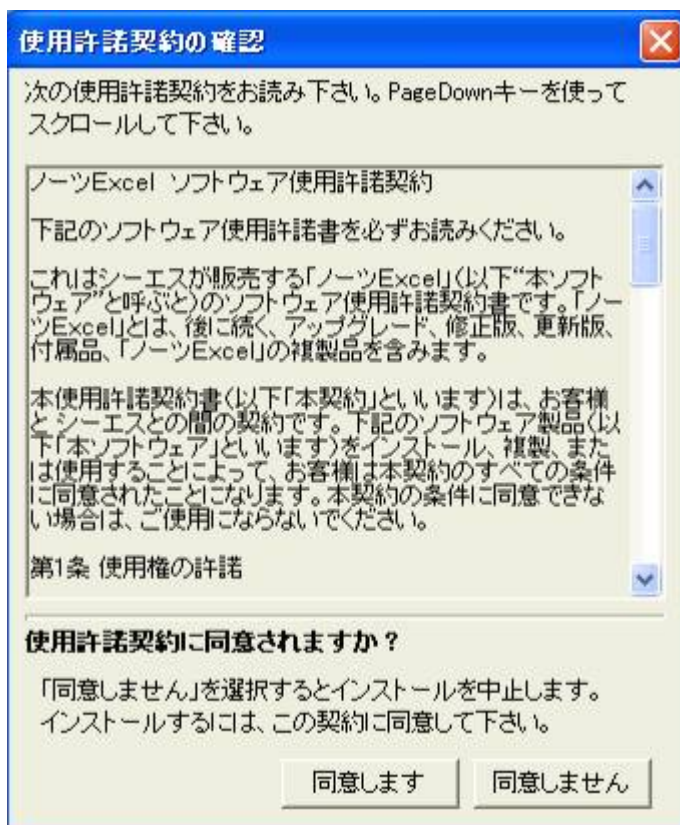 使用許諾契約の確認
次の使用許諾契約をお読み下さい。PageDownキーを使って
スクロールして下さい。
ノーツExcel ソフトウェア使用許諾契約
下記のソフトウェア使用許諾書を必ずお読みください。
これはシーエスが販売する「ノーツExcel」(以下“本ソフト
ウェア”と呼ぶと)のソフトウェア使用許諾契約書です。「ノー
ツExcel」とは、後に続く、アップグレード、修正版、更新版、
付属品、「ノーツExcel」の複製品を含みます。
本使用許諾契約書(以下「本契約」といいます)は、お客様
と シーエスとの間の契約です。下記のソフトウェア製品(以
下「本ソフトウェア」といいます)をインストール、複製、また
は使用することによって、お客様は本契約のすべての条件
に同意されたことになります。本契約の条件に同意できな
い場合は、ご使用にならないでください。
第1条 使用権の許諾
使用許諾契約に同意されますか？
「同意しません」を選択するとインストールを中止します。
インストールするには、この契約に同意して下さい。
同意します
同意しません